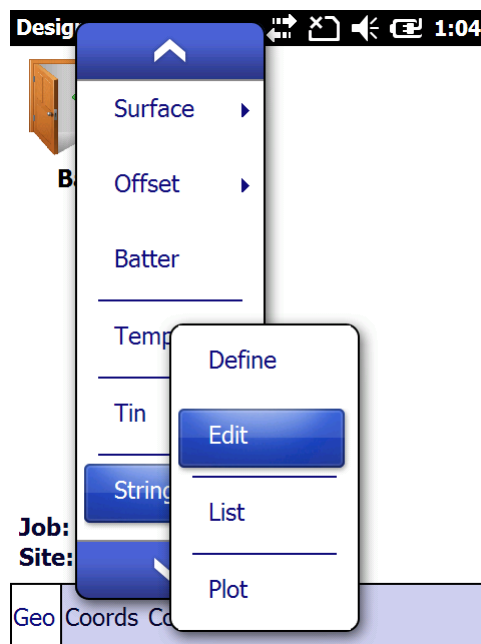 Desig 1:04
Surface
Offset
Batter
Temp
Tin
String
Define
Edit
List
Plot
Job:
Site:
Geo Coords Co